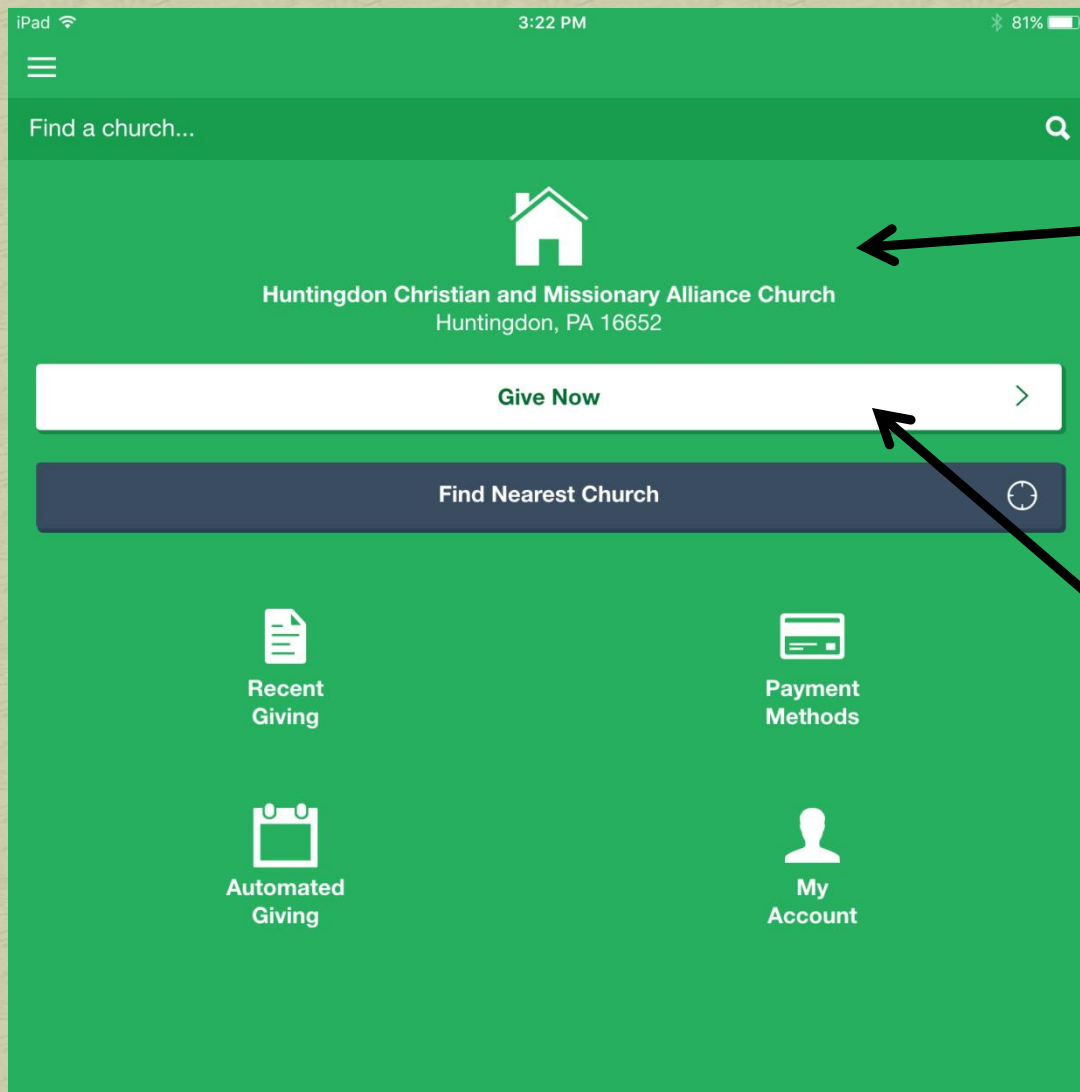 iPad
3:22 PM
81%
Find a church...
Huntingdon Christian and Missionary Alliance Church
Huntingdon, PA 16652
Give Now
Find Nearest Church
Recent
Giving
Payment
Methods
Automated
Giving
My
Account